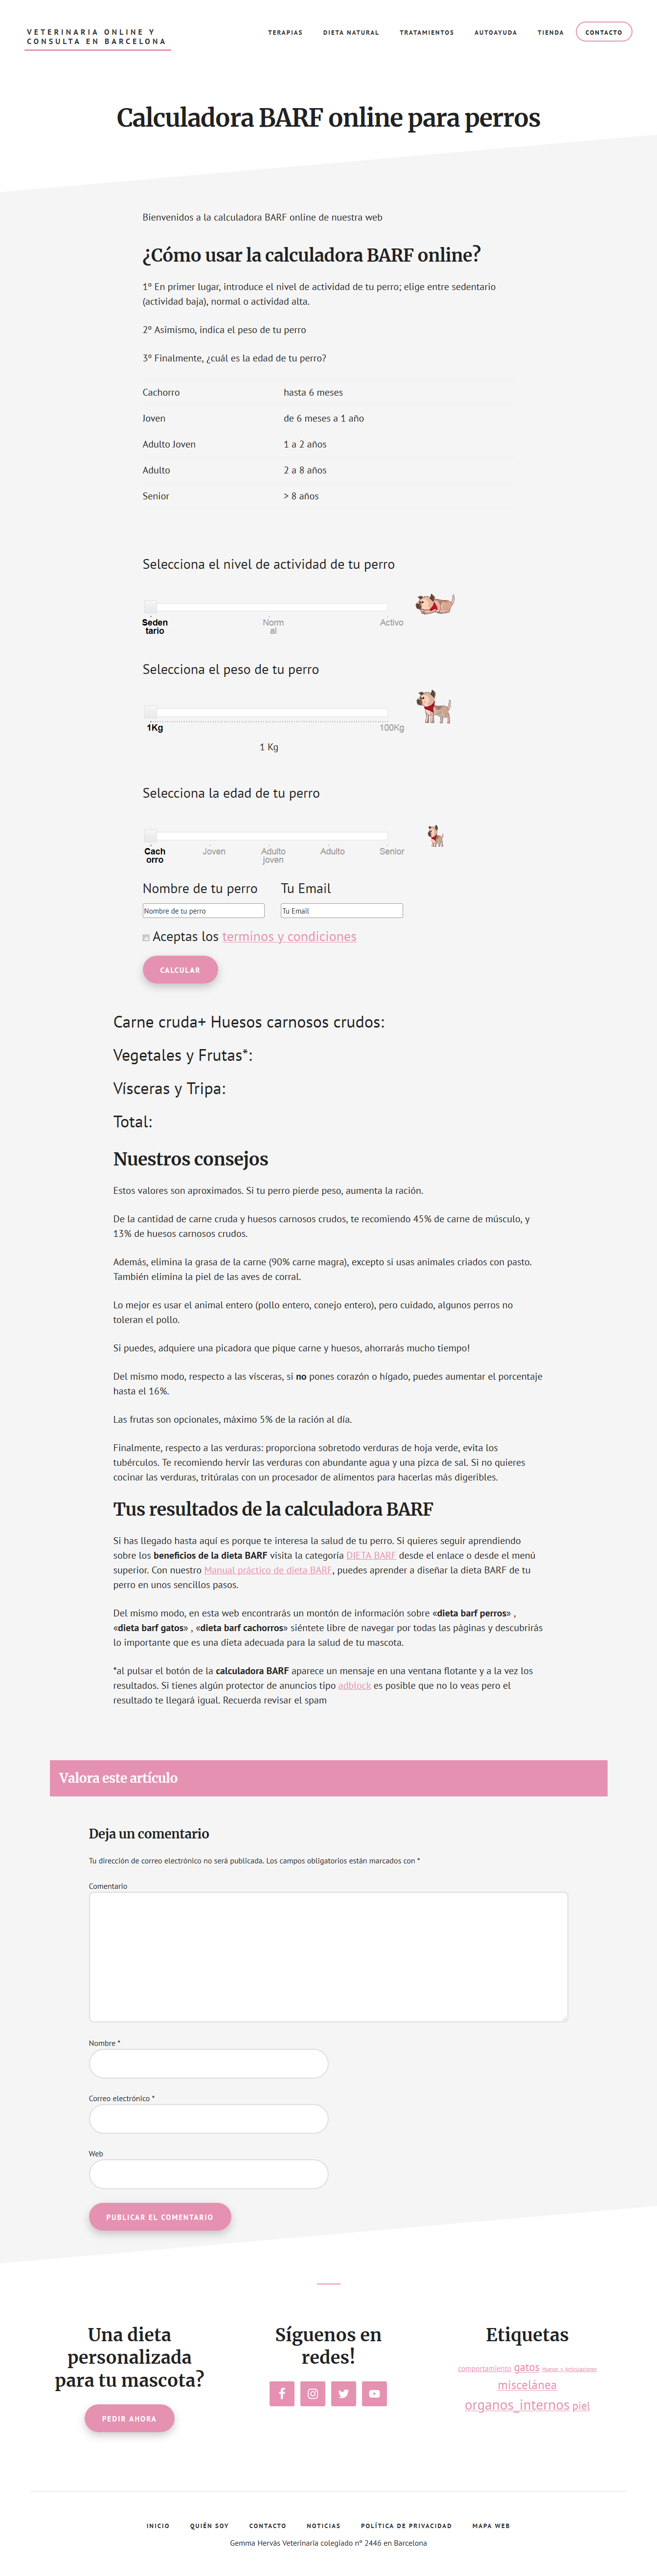 VETERINARIA ONLINE Y
CONSULTA EN BARCELONA
TERAPIAS
DIETA NATURAL
TRATAMIENTOS
AUTOAYUDA
TIENDA
CONTACTO
Calculadora BARF online para perros
Bienvenidos a la calculadora BARF online de nuestra web
¿Cómo usar la calculadora BARF online?
1º En primer lugar, introduce el nivel de actividad de tu perro; elige entre sedentario
(actividad baja), normal o actividad alta.
2º Asimismo, indica el peso de tu perro
3º Finalmente, ¿cuál es la edad de tu perro?
Cachorro hasta 6 meses
Joven de 6 meses a 1 año
Adulto Joven 1 a 2 años
Adulto 2 a 8 años
Senior > 8 años
Selecciona el nivel de actividad de tu perro
Seden
tario
Norm
al
Activo
Selecciona el peso de tu perro
1Kg 100Kg
1 Kg
Selecciona la edad de tu perro
Cach
orro
Joven
Adulto
joven
Adulto
Senior
Nombre de tu perro Tu Email
Nombre de tu perro Tu Email
Aceptas los terminos y condiciones
CALCULAR
Carne cruda+ Huesos carnosos crudos:
Vegetales y Frutas*:
Vísceras y Tripa:
Total:
Nuestros consejos
Estos valores son aproximados. Si tu perro pierde peso, aumenta la ración.
De la cantidad de carne cruda y huesos carnosos crudos, te recomiendo 45% de carne de músculo, y
13% de huesos carnosos crudos.
Además, elimina la grasa de la carne (90% carne magra), excepto si usas animales criados con pasto.
También elimina la piel de las aves de corral.
Lo mejor es usar el animal entero (pollo entero, conejo entero), pero cuidado, algunos perros no
toleran el pollo.
Si puedes, adquiere una picadora que pique carne y huesos, ahorrarás mucho tiempo!
Del mismo modo, respecto a las vísceras, si no pones corazón o hígado, puedes aumentar el porcentaje
hasta el 16%.
Las frutas son opcionales, máximo 5% de la ración al día.
Finalmente, respecto a las verduras: proporciona sobretodo verduras de hoja verde, evita los
tubérculos. Te recomiendo hervir las verduras con abundante agua y una pizca de sal. Si no quieres
cocinar las verduras, tritúralas con un procesador de alimentos para hacerlas más digeribles.
Tus resultados de la calculadora BARF
Si has llegado hasta aquí es porque te interesa la salud de tu perro. Si quieres seguir aprendiendo
sobre los beneficios de la dieta BARF visita la categoría DIETA BARF desde el enlace o desde el menú
superior. Con nuestro Manual práctico de dieta BARF, puedes aprender a diseñar la dieta BARF de tu
perro en unos sencillos pasos.
Del mismo modo, en esta web encontrarás un montón de información sobre «dieta barf perros» ,
«dieta barf gatos» , «dieta barf cachorros» siéntete libre de navegar por todas las páginas y descubrirás
lo importante que es una dieta adecuada para la salud de tu mascota.
*al pulsar el botón de la calculadora BARF aparece un mensaje en una ventana flotante y a la vez los
resultados. Si tienes algún protector de anuncios tipo adblock es posible que no lo veas pero el
resultado te llegará igual. Recuerda revisar el spam
Valora este artículo
Deja un comentario
Tu dirección de correo electrónico no será publicada. Los campos obligatorios están marcados con *
Comentario
Nombre *
Correo electrónico *
Web
PUBLICAR EL COMENTARIO
Una dieta
personalizada
para tu mascota?
PEDIR AHORA
Síguenos en
redes!
Etiquetas
comportamiento gatos Huesos y Articulaciones
miscelánea
organos_internos piel
INICIO
QUIÉN SOY
CONTACTO
NOTICIAS
POLÍTICA DE PRIVACIDAD
MAPA WEB
Gemma Hervás Veterinaria colegiado nº 2446 en Barcelona